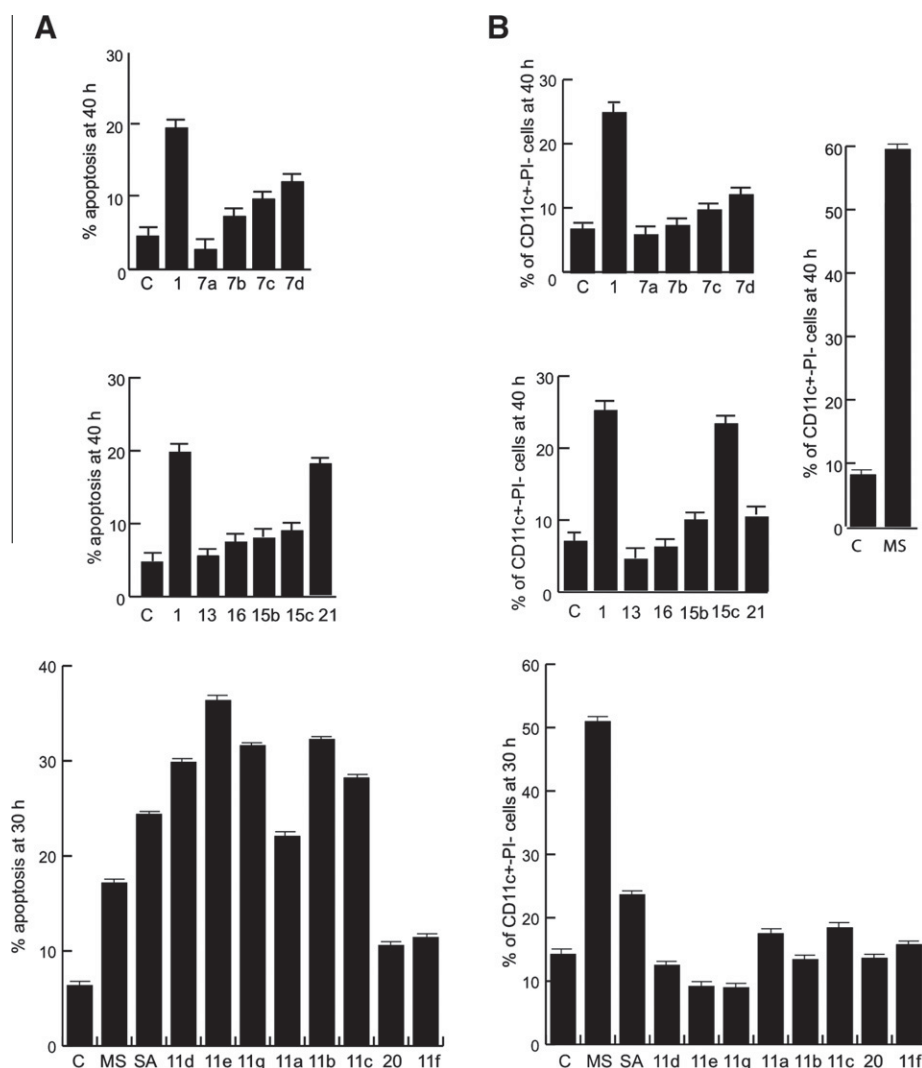 A
% apoptosis at 40 h
30
20
10
0
C 1 7a 7b 7c 7d
% apoptosis at 40 h
30
20
10
0
C 1 13 16 15b 15c 21
% apoptosis at 30 h
40
30
20
10
0
C MS SA 11d 11e 11g 11a 11b 11c 20 11f
B
% of CD11c+-PI- cells at 40 h
30
20
10
0
C 1 7a 7b 7c 7d
% of CD11c+-PI- cells at 40 h
60
50
40
30
20
10
0
C MS
% of CD11c+-PI- cells at 40 h
30
20
10
0
C 1 13 16 15b 15c 21
% of CD11c+-PI- cells at 30 h
60
50
40
30
20
10
0
C MS SA 11d 11e 11g 11a 11b 11c 20 11f